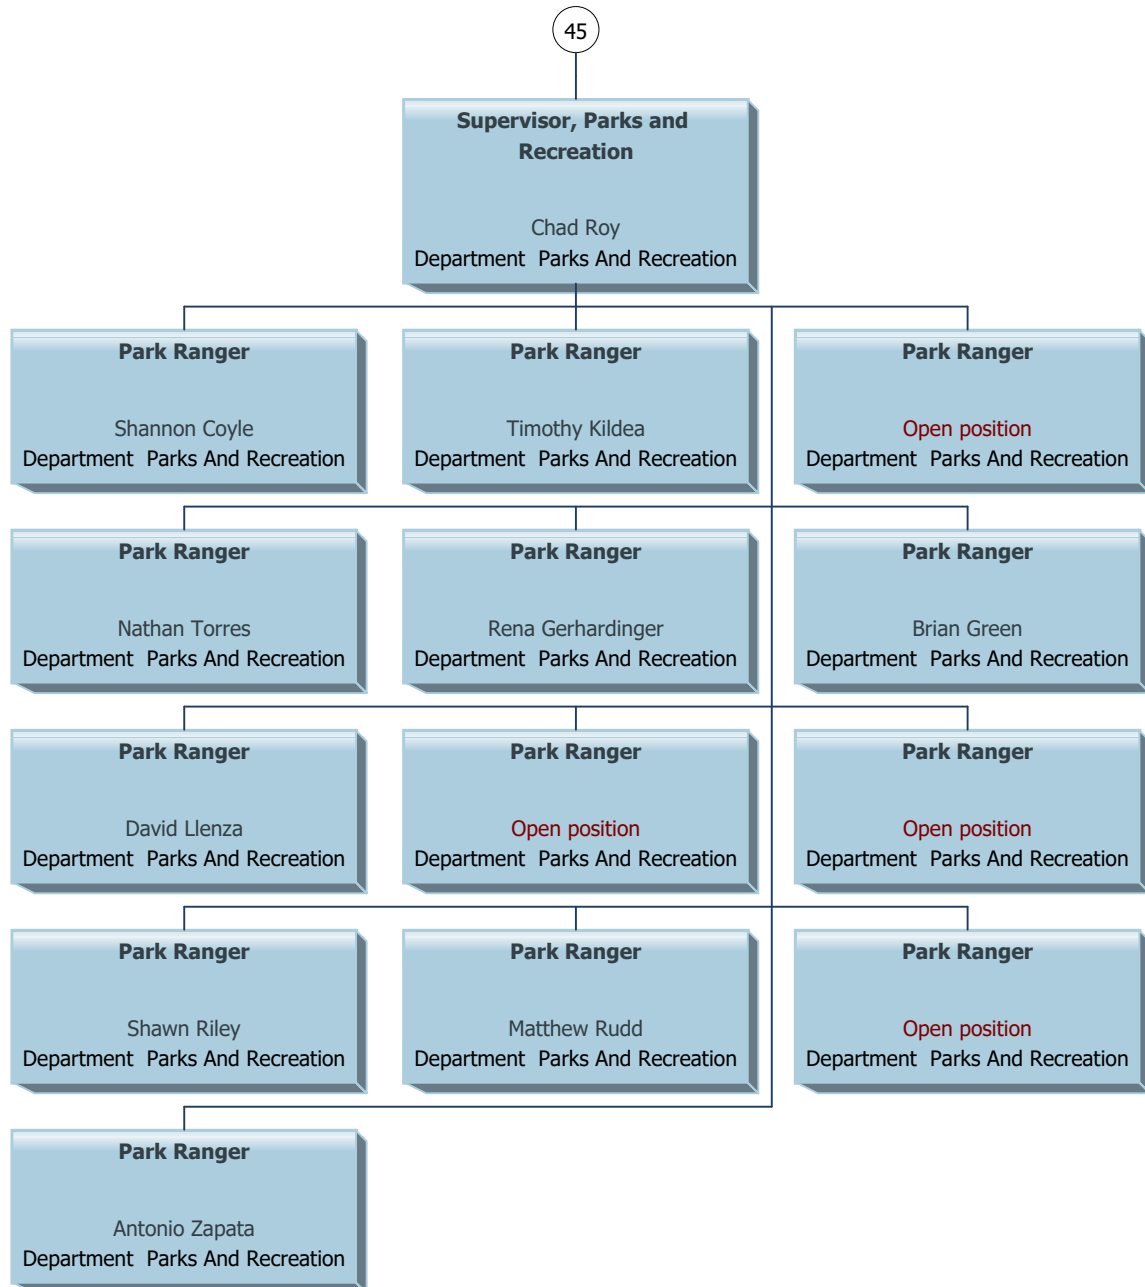 45
Supervisor, Parks and
Recreation
Chad Roy
Department  Parks And Recreation
Park Ranger
Shannon Coyle
Department  Parks And Recreation
Park Ranger
Timothy Kildea
Department  Parks And Recreation
Park Ranger
Open position
Department  Parks And Recreation
Park Ranger
Nathan Torres
Department  Parks And Recreation
Park Ranger
Rena Gerhardinger
Department  Parks And Recreation
Park Ranger
Brian Green
Department  Parks And Recreation
Park Ranger
David Llenza
Department  Parks And Recreation
Park Ranger
Open position
Department  Parks And Recreation
Park Ranger
Open position
Department  Parks And Recreation
Park Ranger
Shawn Riley
Department  Parks And Recreation
Park Ranger
Matthew Rudd
Department  Parks And Recreation
Park Ranger
Open position
Department  Parks And Recreation
Park Ranger
Antonio Zapata
Department  Parks And Recreation